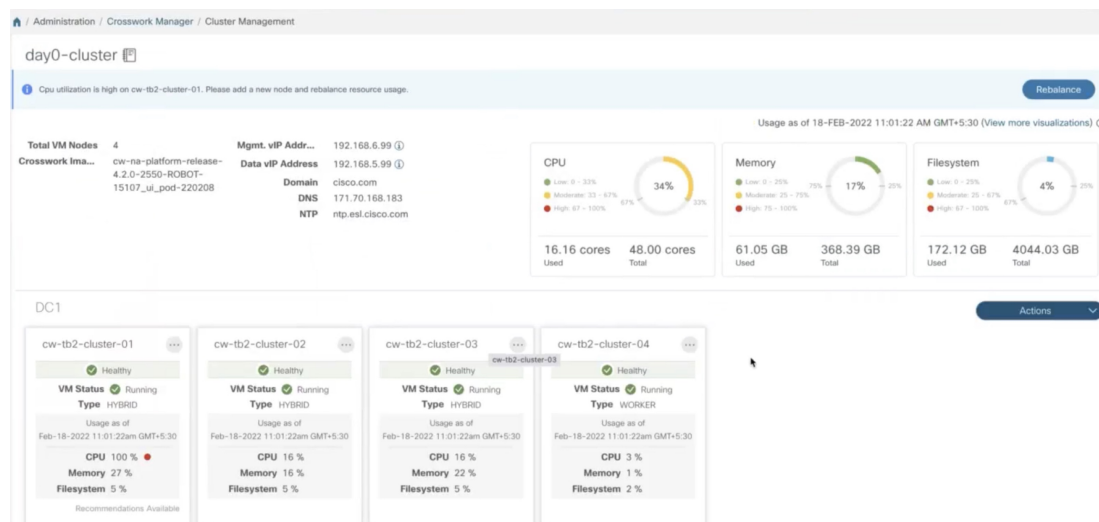 / Administration / Crosswork Manager / Cluster Management
day0-cluster
Cpu utilization is high on cw-tb2-cluster-01. Please add a new node and rebalance resource usage.
Rebalance
Usage as of 18-FEB-2022 11:01:22 AM GMT+5:30 (View more visualizations)
Total VM Nodes 4
Crosswork Ima... cw-na-platform-release-
4.2.0-2550-ROBOT-
15107_ui_pod-220208
Mgmt. vIP Addr... 192.168.6.99
Data vIP Address 192.168.5.99
Domain cisco.com
DNS 171.70.168.183
NTP ntp.esl.cisco.com
CPU
Low: 0 - 33%
Moderate: 33 - 67%
High: 67 - 100%
67%
34%
33%
16.16 cores 48.00 cores
Used Total
Memory
Low: 0 - 25%
Moderate: 25 - 75%
High: 75 - 100%
75%
17%
25%
61.05 GB 368.39 GB
Used Total
Filesystem
Low: 0 - 25%
Moderate: 25 - 67%
High: 67 - 100%
67%
4%
25%
172.12 GB 4044.03 GB
Used Total
DC1
Actions
cw-tb2-cluster-01 ...
Healthy
VM Status Running
Type HYBRID
Usage as of
Feb-18-2022 11:01:22am GMT+5:30
CPU 100 %
Memory 27 %
Filesystem 5 %
Recommendations Available
cw-tb2-cluster-02 ...
Healthy
VM Status Running
Type HYBRID
Usage as of
Feb-18-2022 11:01:22am GMT+5:30
CPU 16 %
Memory 16 %
Filesystem 5 %
cw-tb2-cluster-03 ...
cw-tb2-cluster-03
Healthy
VM Status Running
Type HYBRID
Usage as of
Feb-18-2022 11:01:22am GMT+5:30
CPU 16 %
Memory 22 %
Filesystem 5 %
cw-tb2-cluster-04 ...
Healthy
VM Status Running
Type WORKER
Usage as of
Feb-18-2022 11:01:22am GMT+5:30
CPU 3 %
Memory 1 %
Filesystem 2 %